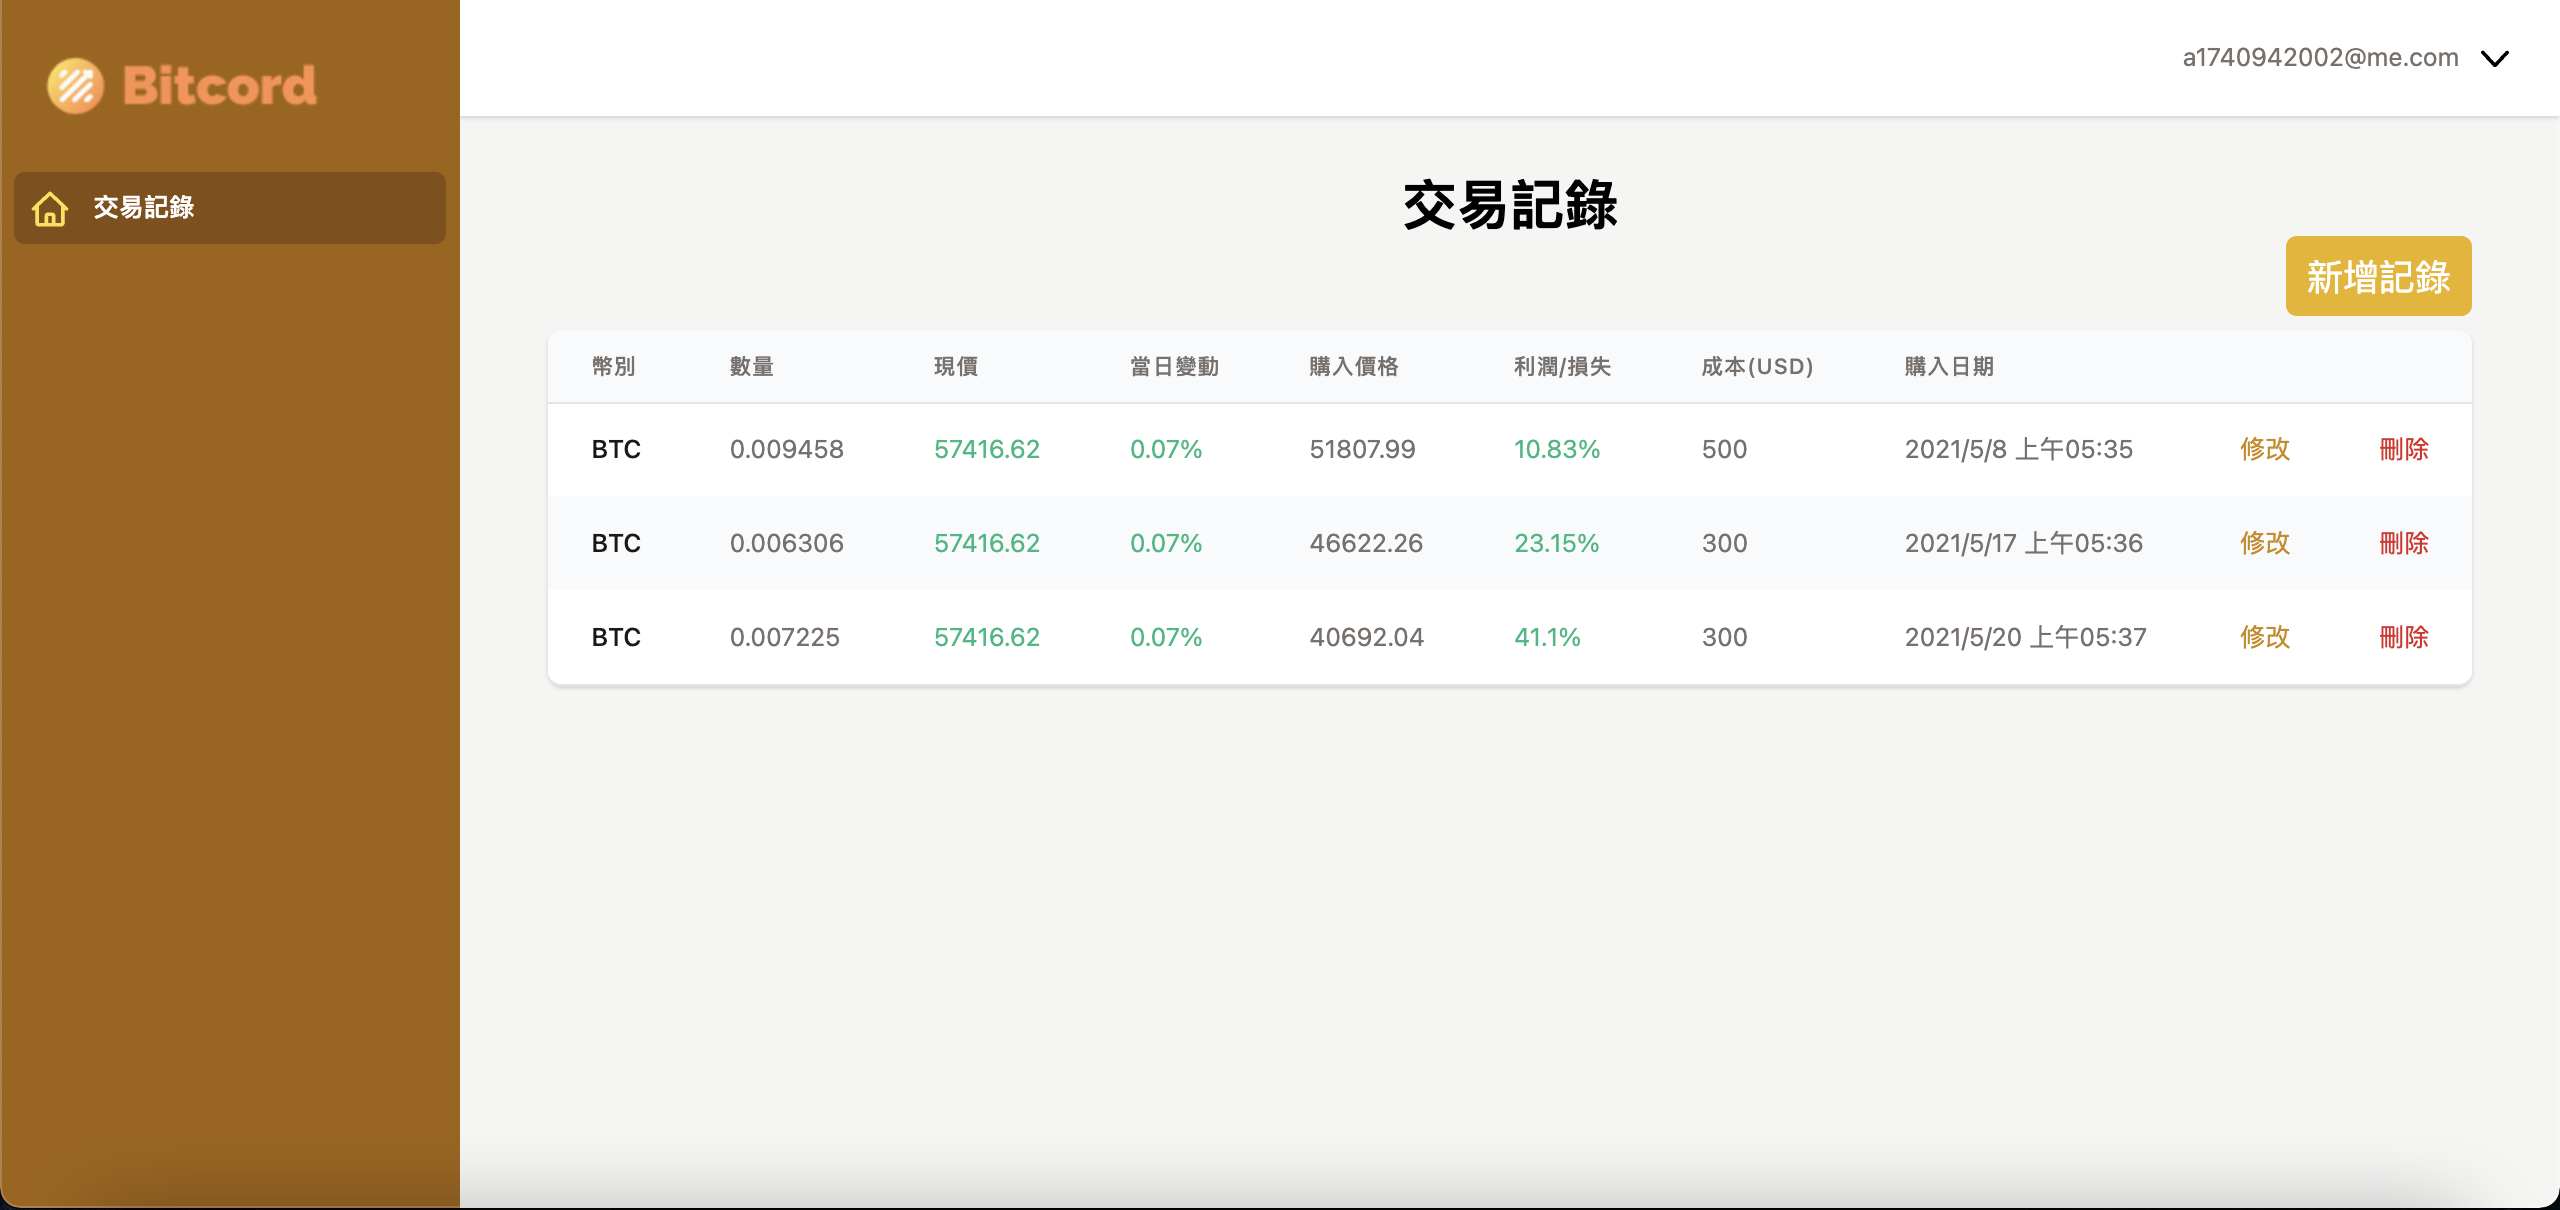 Bitcord
a1740942002@me.com
交易記錄
交易記錄
新增記錄
幣別 數量 現價 當日變動 購入價格 利潤/損失 成本(USD) 購入日期
BTC 0.009458 57416.62 0.07% 51807.99 10.83% 500 2021/5/8 上午05:35 修改 刪除
BTC 0.006306 57416.62 0.07% 46622.26 23.15% 300 2021/5/17 上午05:36 修改 刪除
BTC 0.007225 57416.62 0.07% 40692.04 41.1% 300 2021/5/20 上午05:37 修改 刪除